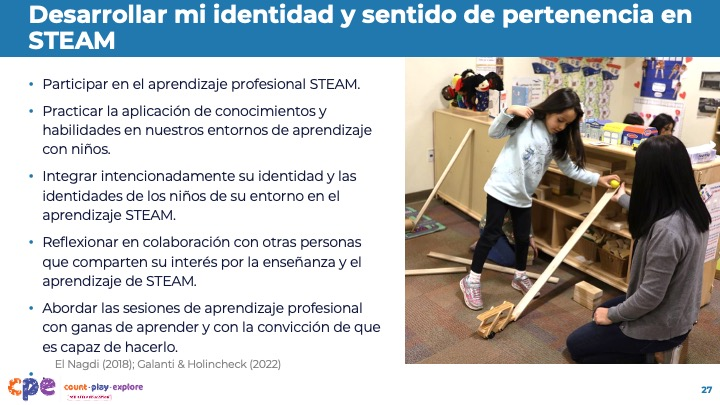 Desarrollar mi identidad y sentido de pertenencia en
STEAM
• Participar en el aprendizaje profesional STEAM.
• Practicar la aplicación de conocimientos y
habilidades en nuestros entornos de aprendizaje
con niños.
• Integrar intencionadamente su identidad y las
identidades de los niños de su entorno en el
aprendizaje STEAM.
• Reflexionar en colaboración con otras personas
que comparten su interés por la enseñanza y el
aprendizaje de STEAM.
• Abordar las sesiones de aprendizaje profesional
con ganas de aprender y con la convicción de que
es capaz de hacerlo.
El Nagdi (2018); Galanti & Holincheck (2022)
cpe
count·play·explore
27